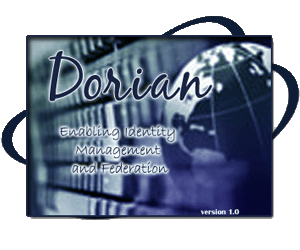 Dorian
Enabling Identity
Management
and Federation
version 1.0